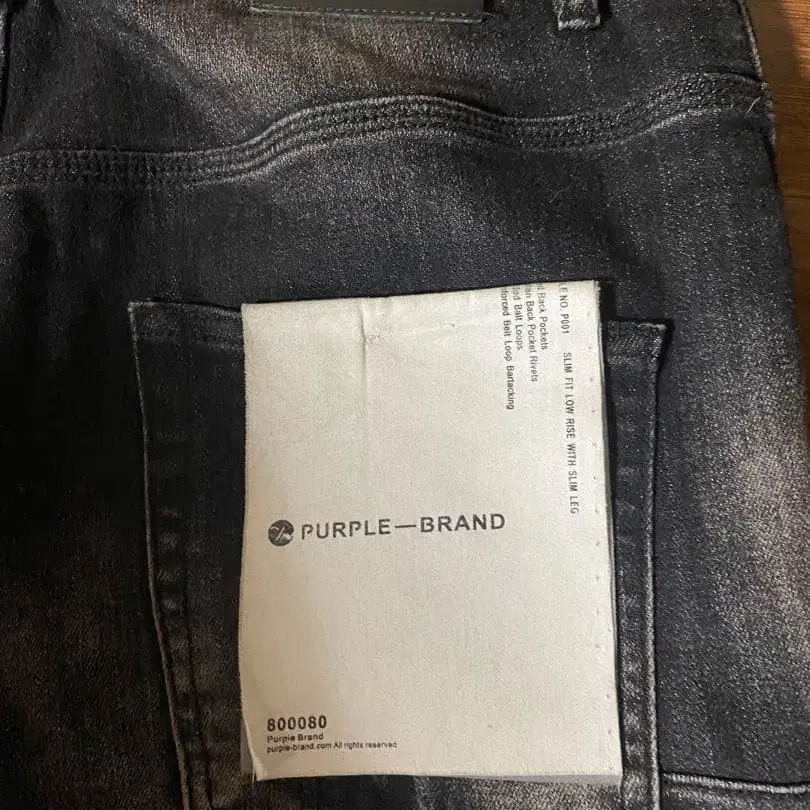 E NO. P001 SLIM FIT LOW RISE WITH SLIM LEG
Back Pockets
Back Pocket Rivets
Belt Loops
Belt Loop Bartacking
PURPLE—BRAND
800080
Purple Brand
purple-brand.com All rights reserved